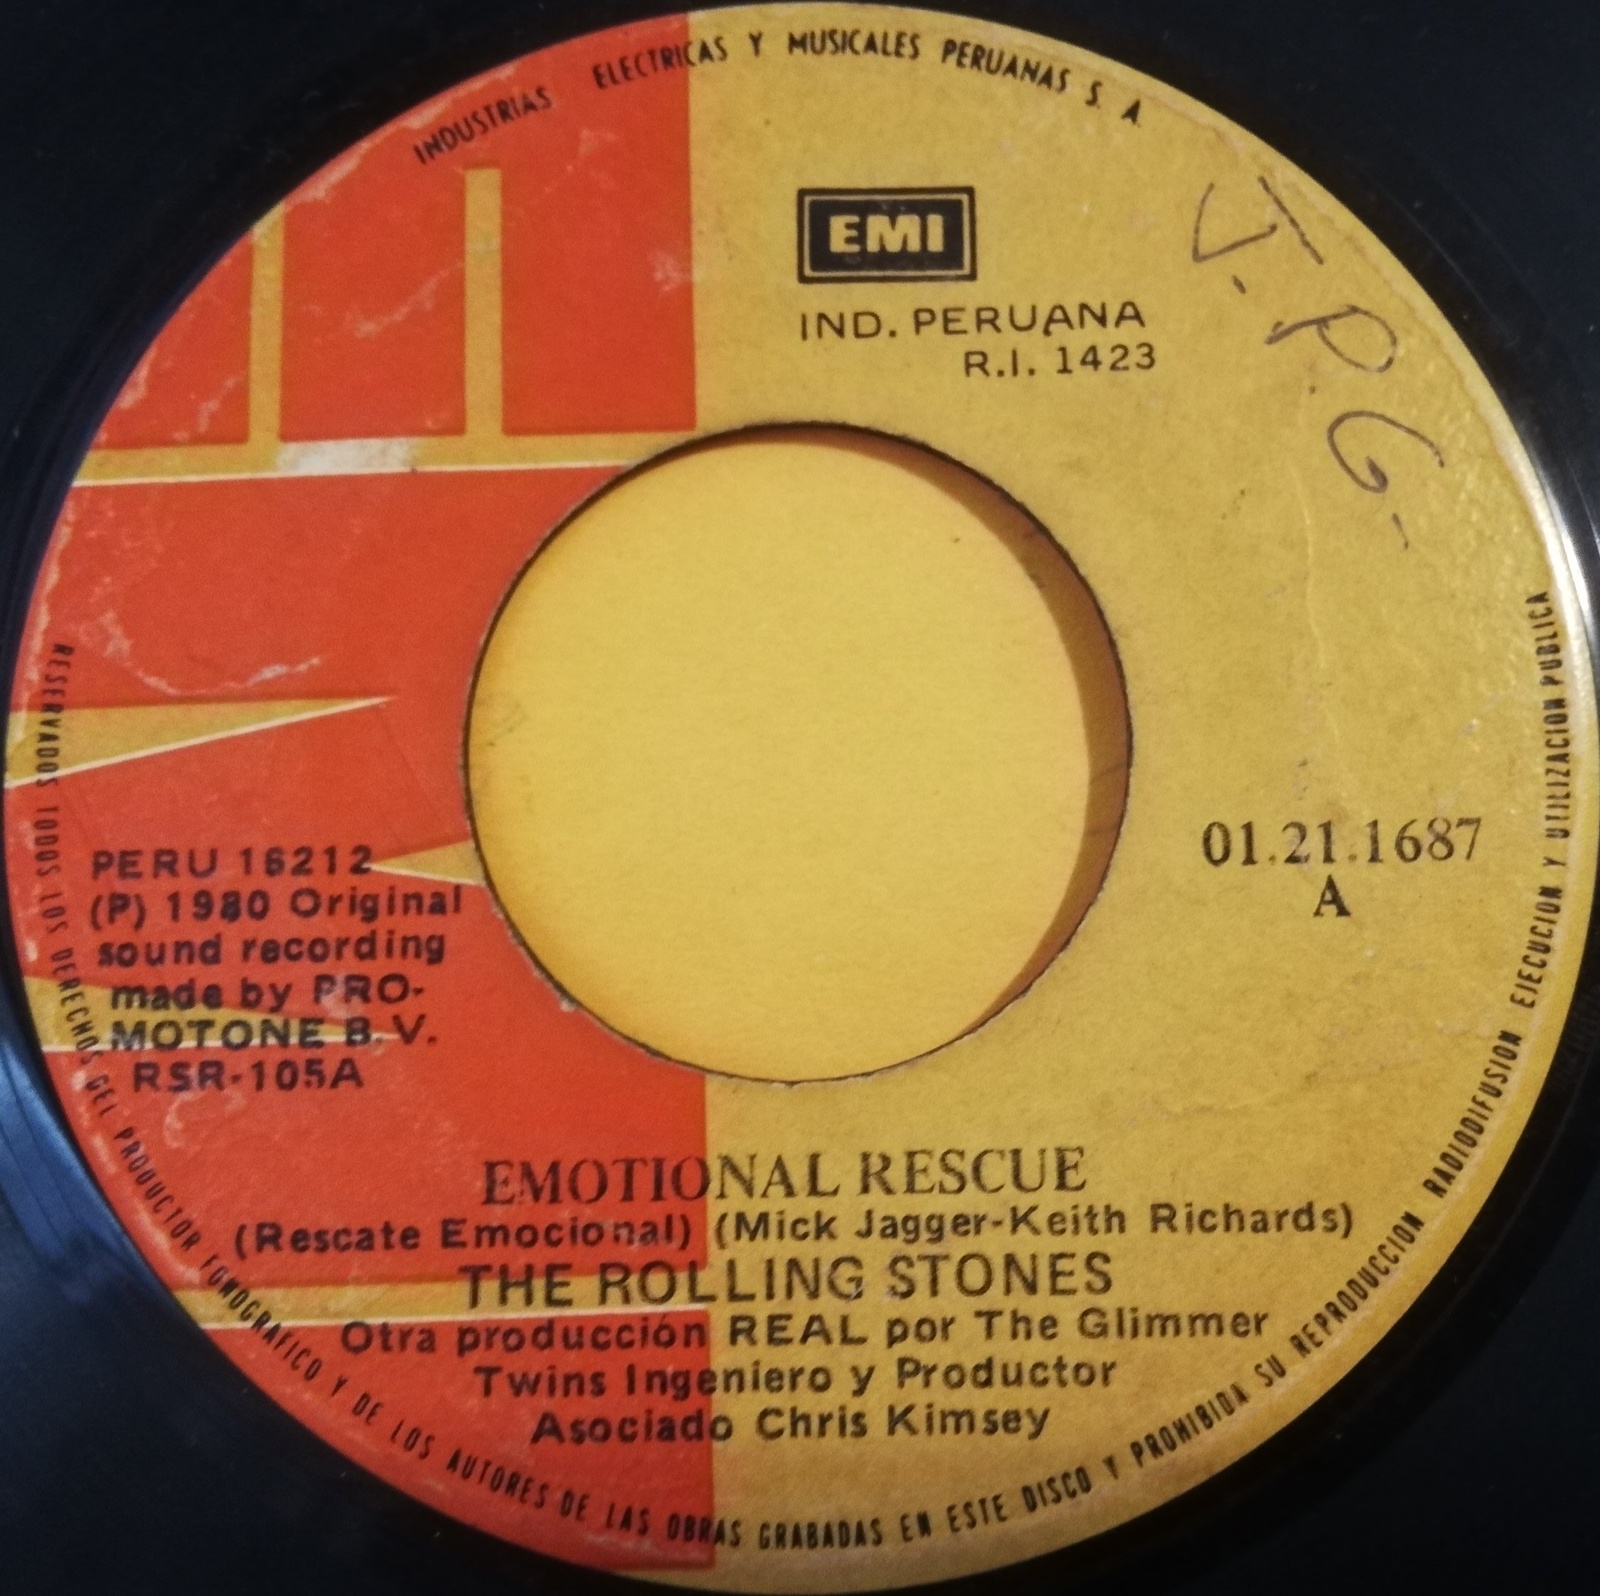 INDUSTRIAS ELECTRICAS Y MUSICALES PERUANAS S. A
EMI
IND. PERUANA
R.I. 1423
J.P.G-
01.21.1687
A
PERU 16212
(P) 1980 Original
sound recording
made by PRO-
MOTONE B.V.
RSR-105A
EMOTIONAL RESCUE
(Rescate Emocional) (Mick Jagger-Keith Richards)
THE ROLLING STONES
Otra producción REAL por The Glimmer
Twins Ingeniero y Productor
Asociado Chris Kimsey
RESERVADOS TODOS LOS DERECHOS GEL PRODUCTOR FONOGRAFICO Y DE LOS AUTORES DE LAS OBRAS GRABADAS EN ESTE DISCO Y PROHIBIDA SU REPRODUCCION RADIODIFUSION EJECUCION Y UTILIZACION PUBLICA